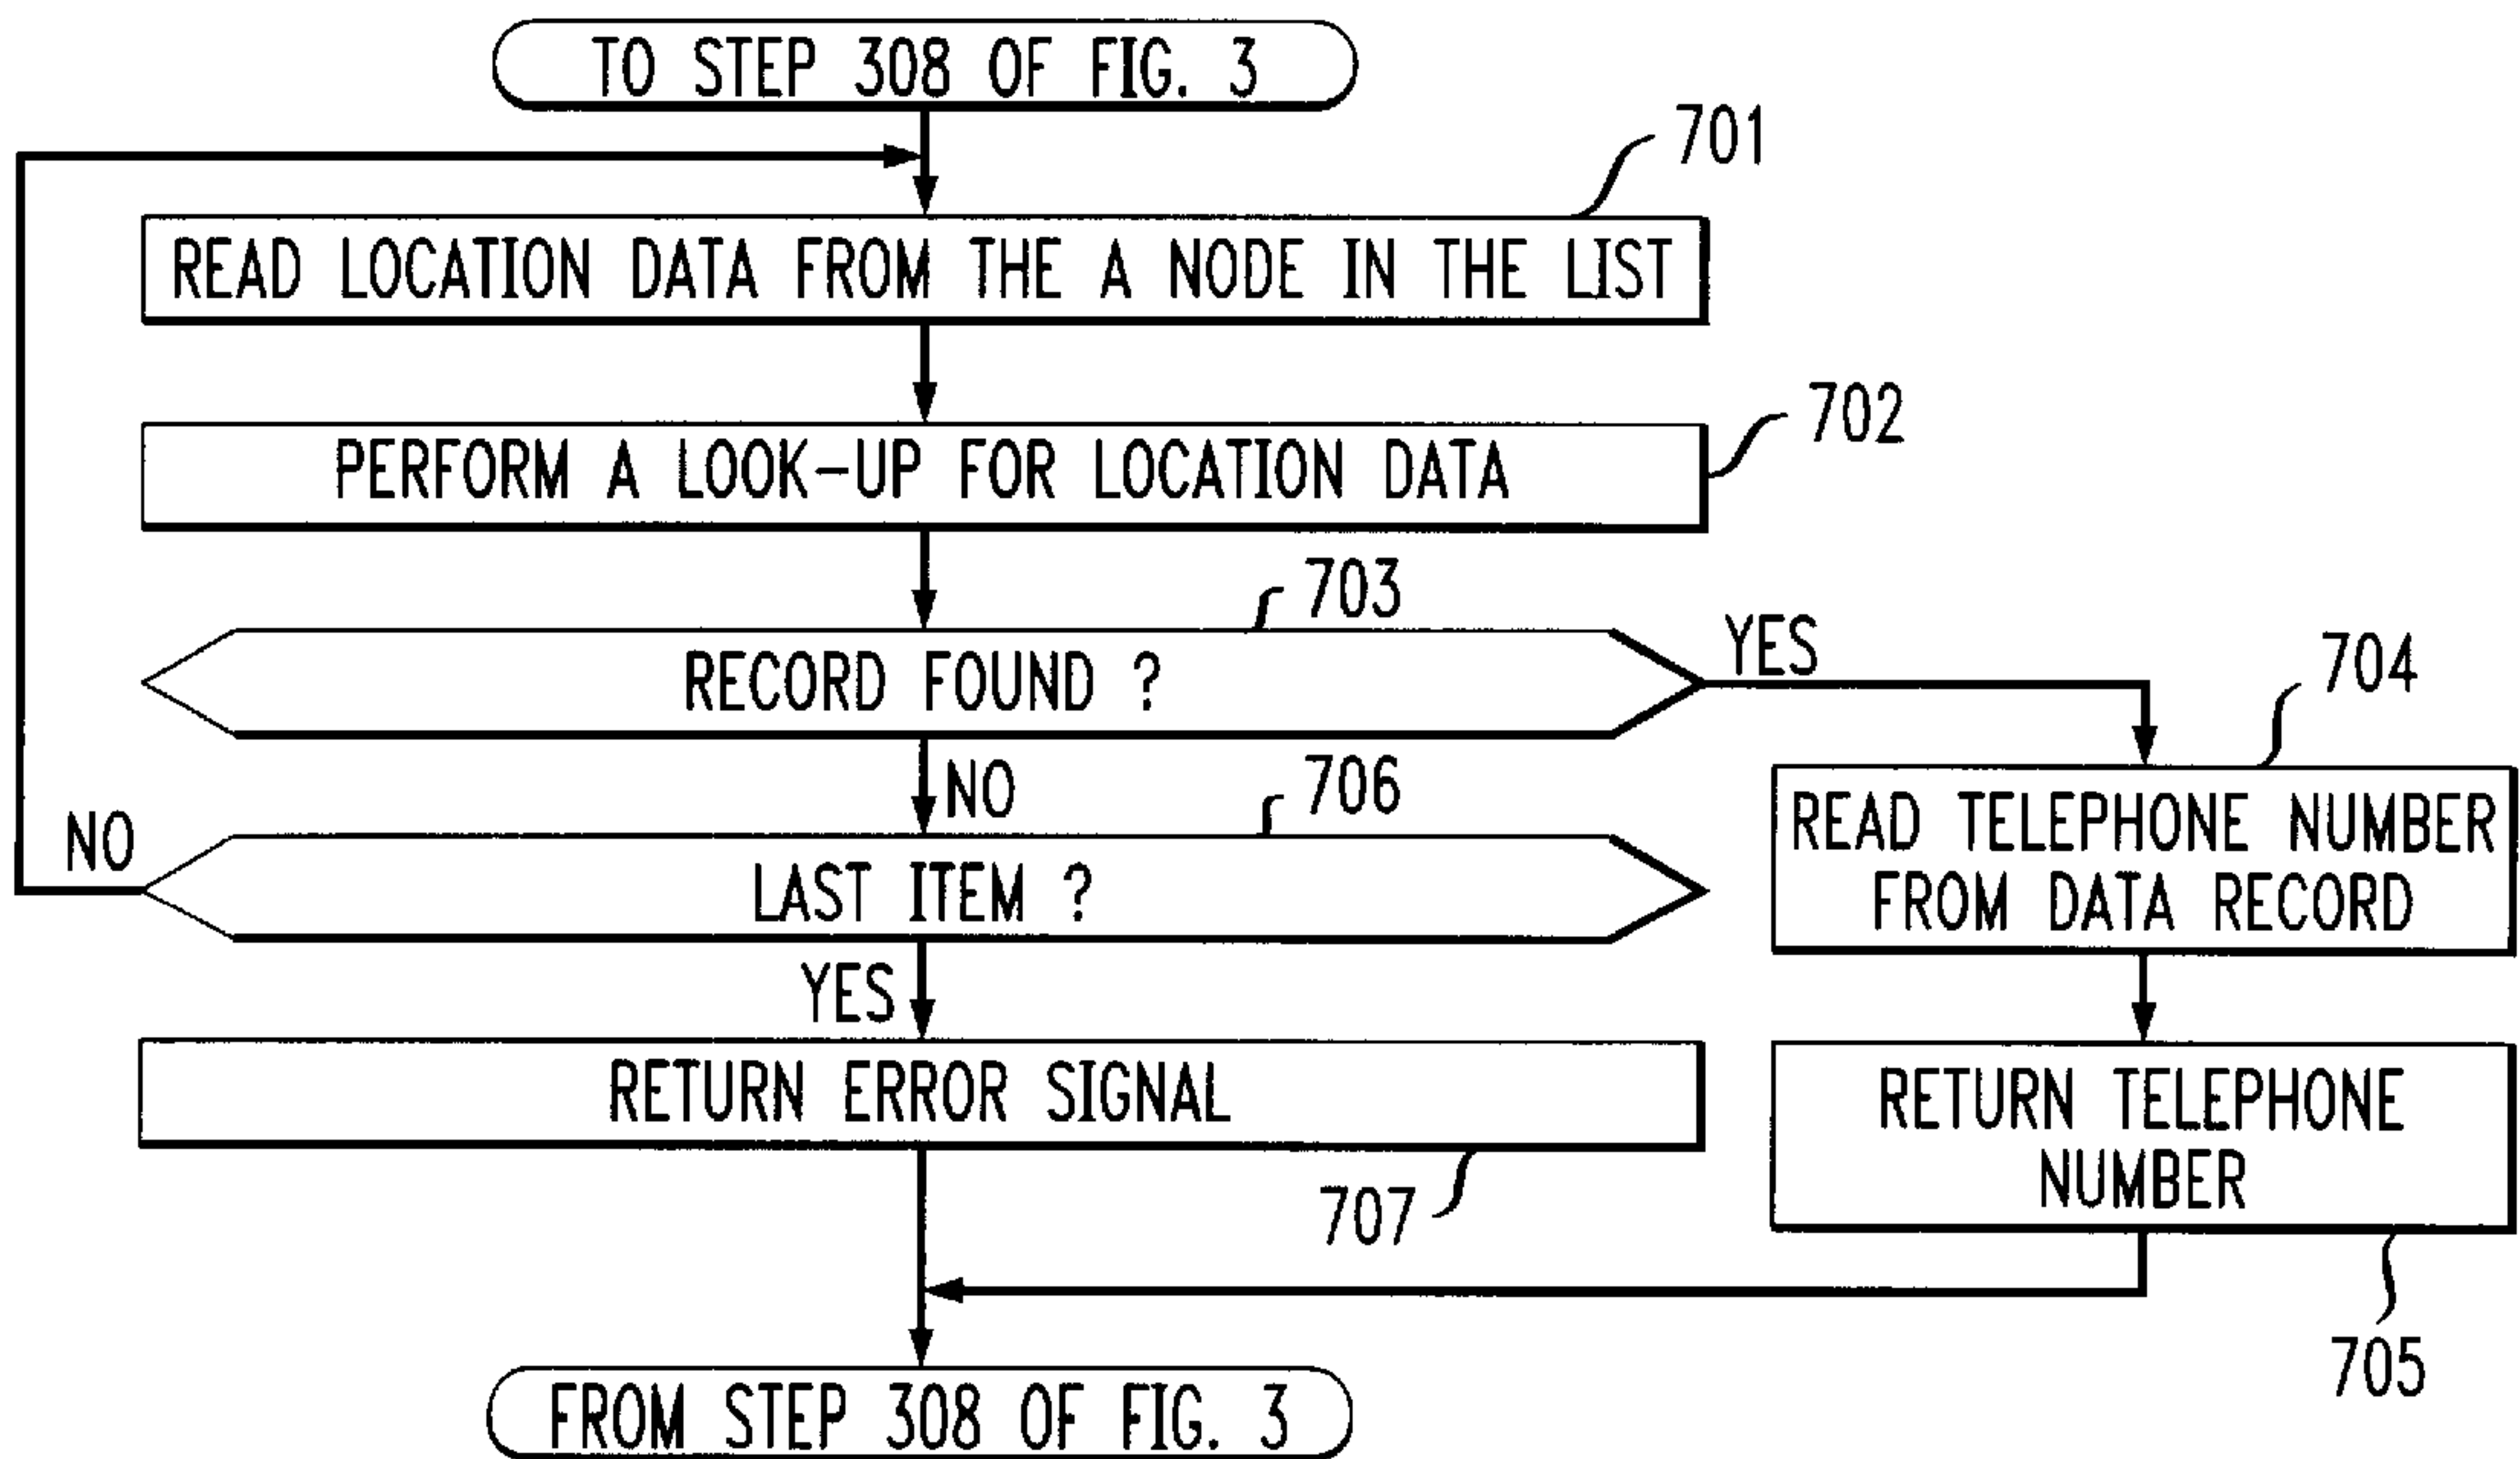 TO STEP 308 OF FIG. 3
701
READ LOCATION DATA FROM THE A NODE IN THE LIST
702
PERFORM A LOOK-UP FOR LOCATION DATA
703
RECORD FOUND ?
YES
704
NO
706
READ TELEPHONE NUMBER
FROM DATA RECORD
NO
LAST ITEM ?
YES
RETURN ERROR SIGNAL
707
RETURN TELEPHONE
NUMBER
705
FROM STEP 308 OF FIG. 3